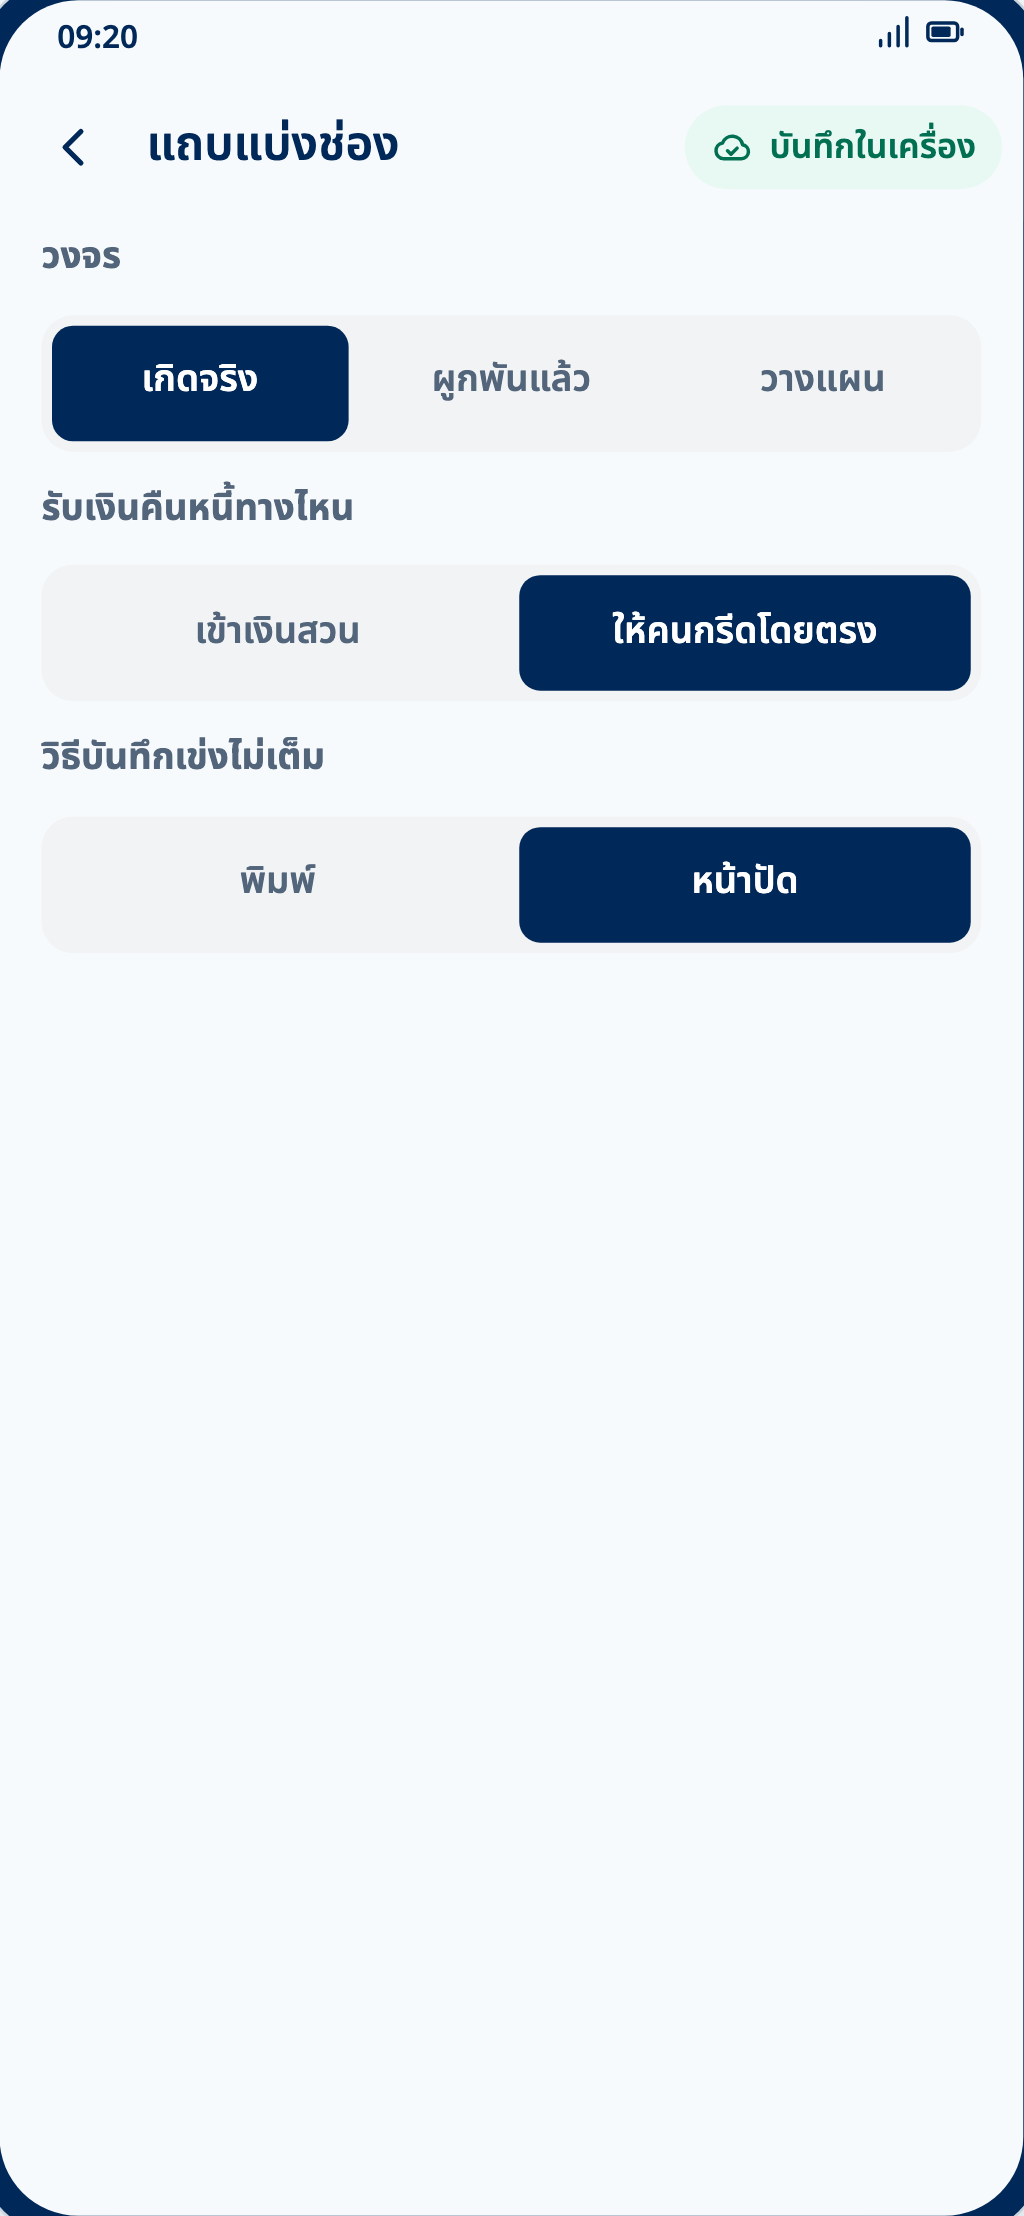 09:20
แถบแบ่งช่อง
บันทึกในเครื่อง
วงจร
เกิดจริง
ผูกพันแล้ว
วางแผน
รับเงินคืนหนี้ทางไหน
เข้าเงินสวน
ให้คนกรีดโดยตรง
วิธีบันทึกเข่งไม่เต็ม
พิมพ์
หน้าปัด